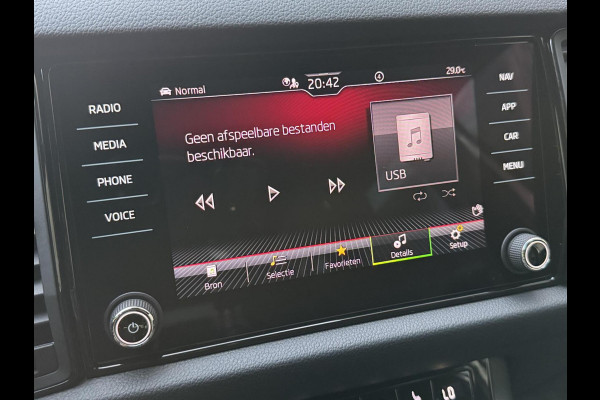 Normal
20:42
29.0°C
RADIO
MEDIA
PHONE
VOICE
NAV
APP
CAR
MENU
Geen afspeelbare bestanden
beschikbaar.
USB
Bron
Selectie
Favorieten
Details
Setup
LO